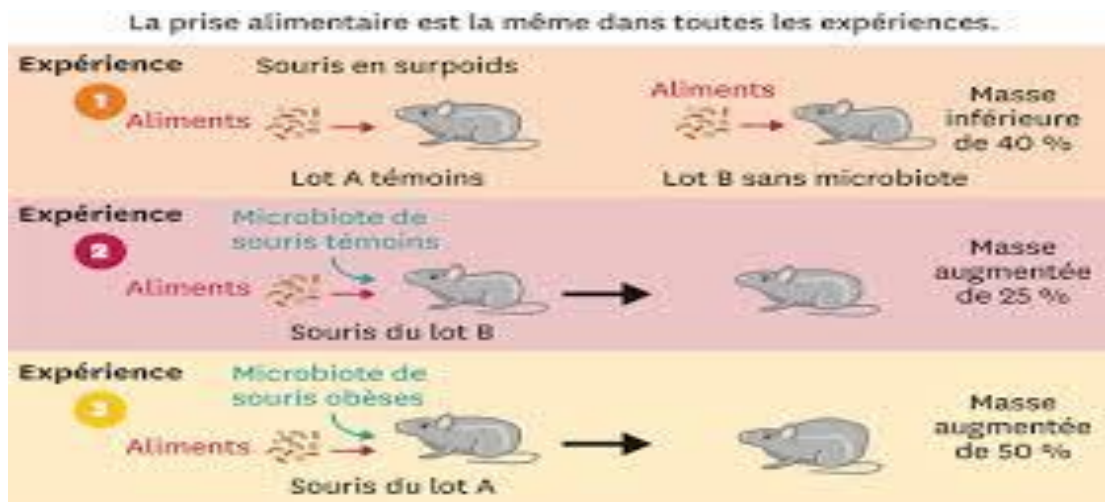 La prise alimentaire est la même dans toutes les expériences.
Expérience
1
Souris en surpoids
Aliments
Lot A témoins
Aliments
Lot B sans microbiote
Masse
inférieure
de 40 %
Expérience
2
Microbiote de
souris témoins
Aliments
Souris du lot B
Masse
augmentée
de 25 %
Expérience
3
Microbiote de
souris obèses
Aliments
Souris du lot A
Masse
augmentée
de 50 %